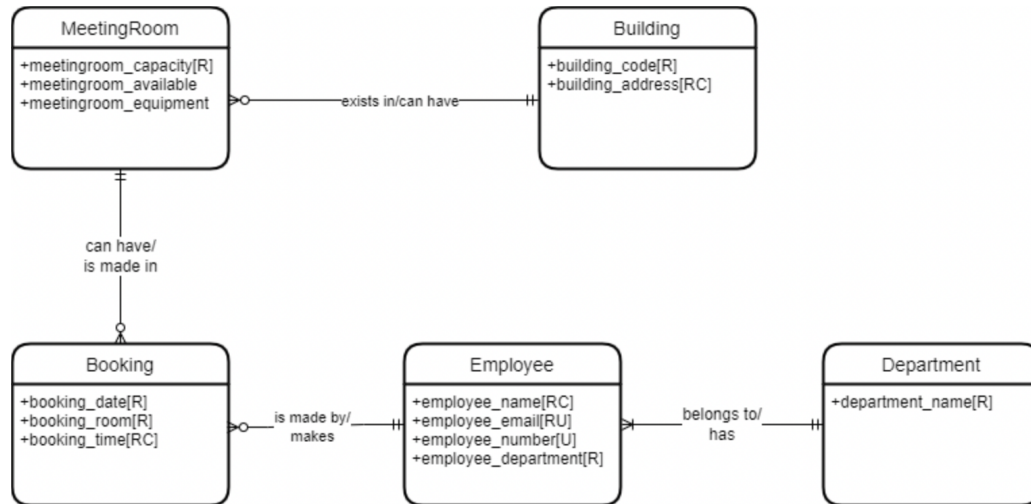 MeetingRoom
+meetingroom_capacity[R]
+meetingroom_available
+meetingroom_equipment
Building
+building_code[R]
+building_address[RC]
exists in/can have
can have/
is made in
Booking
+booking_date[R]
+booking_room[R]
+booking_time[RC]
is made by/
makes
Employee
+employee_name[RC]
+employee_email[RU]
+employee_number[U]
+employee_department[R]
belongs to/
has
Department
+department_name[R]